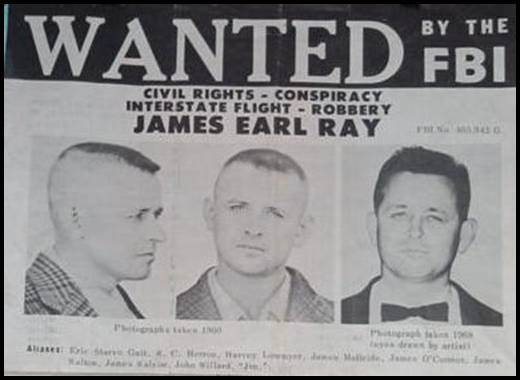 WANTED BY THE FBI
CIVIL RIGHTS - CONSPIRACY
INTERSTATE FLIGHT - ROBBERY
JAMES EARL RAY
FBI No. 405,942 G
Photographs taken 1960
Photograph taken 1968
(eyes drawn by artist)
Aliases: Eric Starvo Galt, W. C. Herron, Harvey Lowmyer, James McBride, James O'Connor, James
Walton, James Walyon, John Willard, "Jim,"